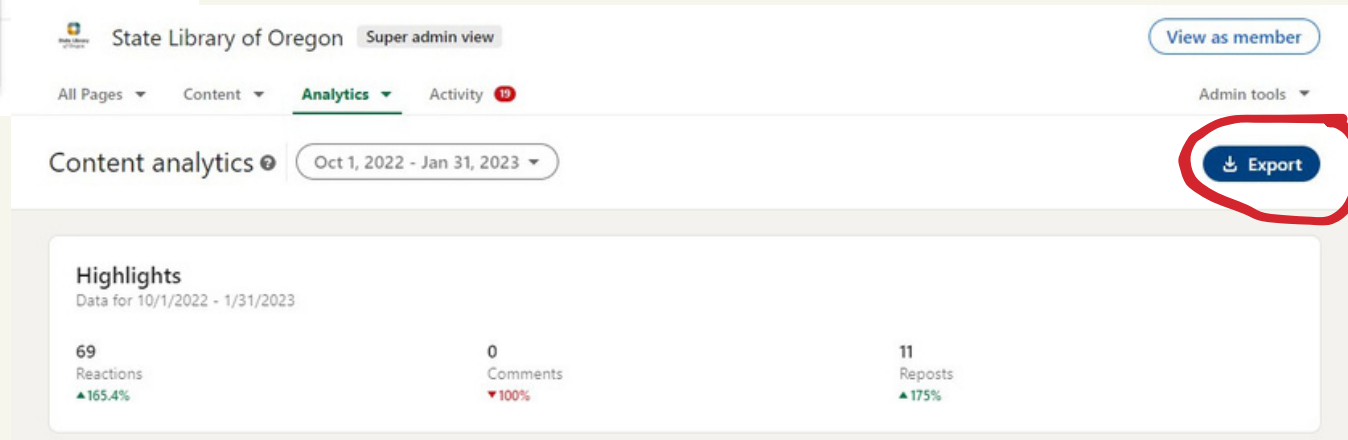 State Library of Oregon Super admin view View as member
All Pages Content Analytics Activity 19 Admin tools
Content analytics ? Oct 1, 2022 - Jan 31, 2023 Export
Highlights
Data for 10/1/2022 - 1/31/2023
69 0 11
Reactions Comments Reposts
▲165.4% ▼100% ▲175%